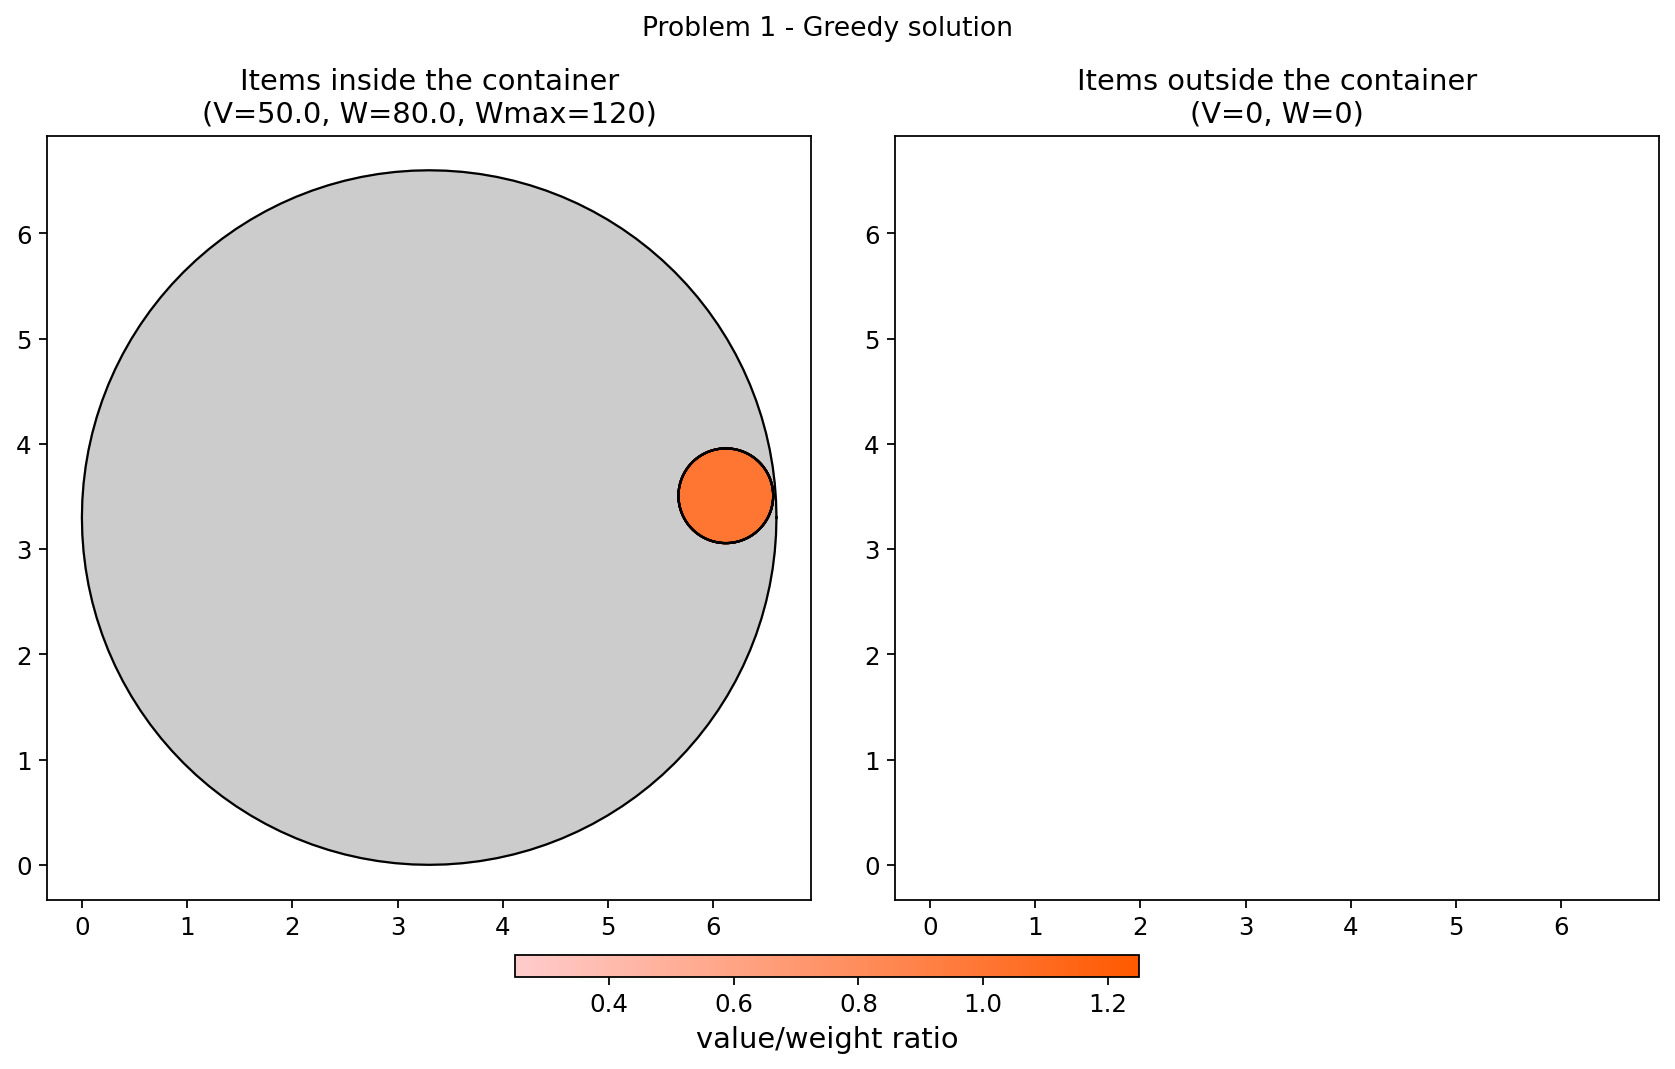 Problem 1 - Greedy solution
Items inside the container
(V=50.0, W=80.0, Wmax=120)
6
5
4
3
2
1
0
0 1 2 3 4 5 6
Items outside the container
(V=0, W=0)
6
5
4
3
2
1
0
0 1 2 3 4 5 6
0.4 0.6 0.8 1.0 1.2
value/weight ratio